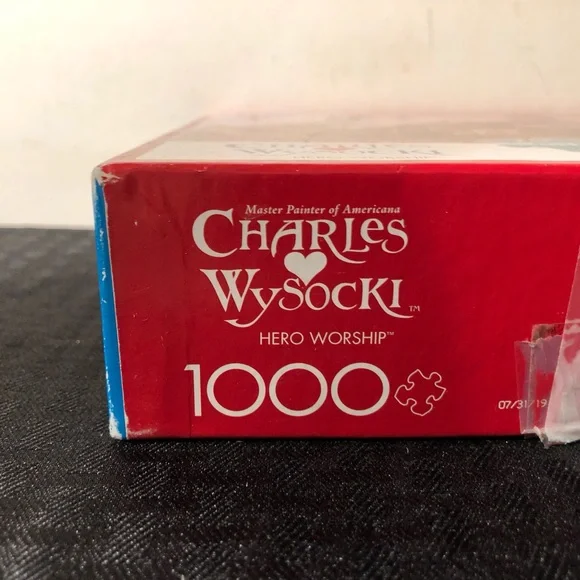 Master Painter of Americana
CHARLES
WYSOCKI™
HERO WORSHIP™
1000
07/31/19